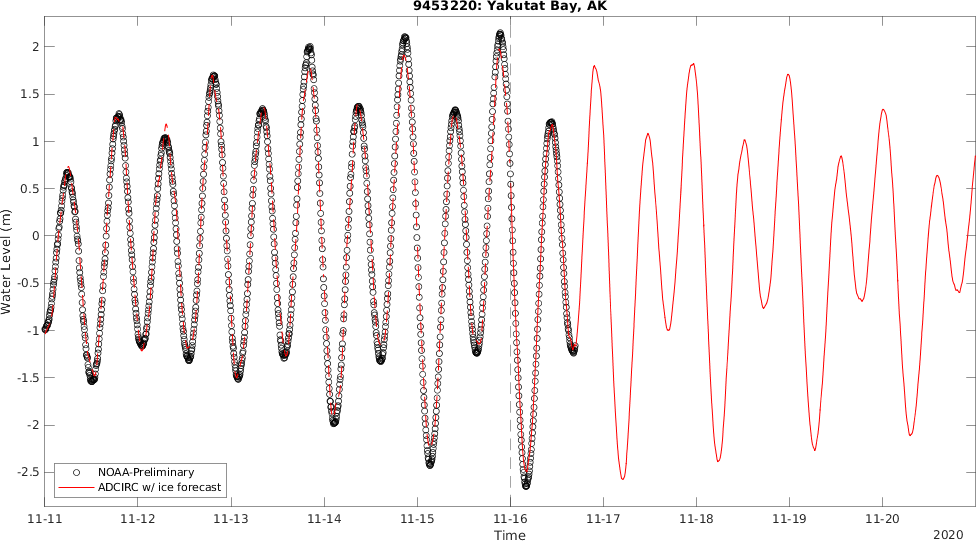 9453220: Yakutat Bay, AK
Water Level (m)
2
1.5
1
0.5
0
-0.5
-1
-1.5
-2
-2.5
NOAA-Preliminary
ADCIRC w/ ice forecast
11-11 11-12 11-13 11-14 11-15 11-16 11-17 11-18 11-19 11-20
Time
2020